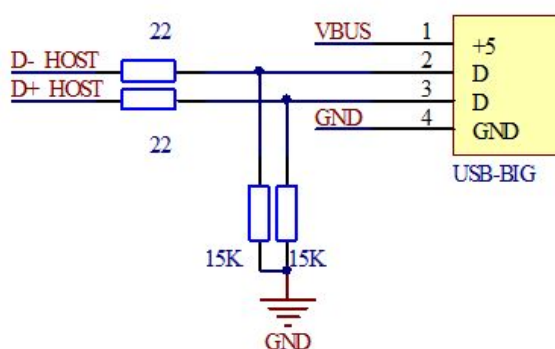 22
VBUS 1 +5
D- HOST 2 D
D+ HOST 3 D
GND 4 GND
22
USB-BIG
15K 15K
GND